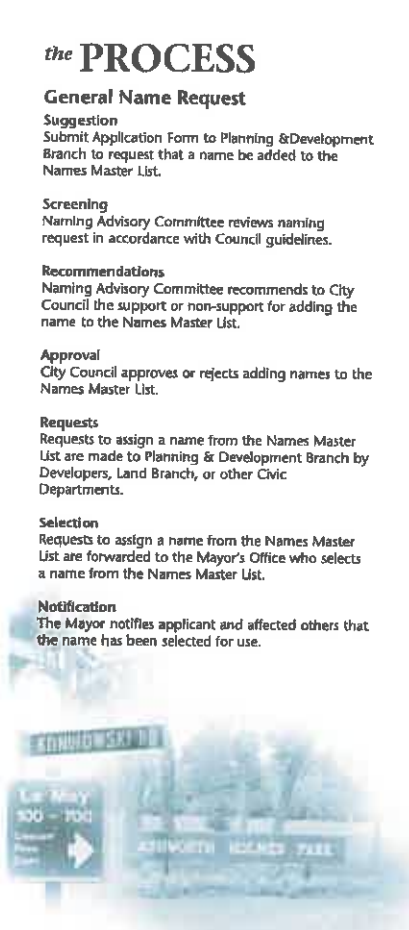 the PROCESS
General Name Request
Suggestion
Submit Application Form to Planning &Development
Branch to request that a name be added to the
Names Master List.
Screening
Naming Advisory Committee reviews naming
request in accordance with Council guidelines.
Recommendations
Naming Advisory Committee recommends to City
Council the support or non-support for adding the
name to the Names Master List.
Approval
City Council approves or rejects adding names to the
Names Master List.
Requests
Requests to assign a name from the Names Master
List are made to Planning & Development Branch by
Developers, Land Branch, or other Civic
Departments.
Selection
Requests to assign a name from the Names Master
List are forwarded to the Mayor's Office who selects
a name from the Names Master List.
Notification
The Mayor notifies applicant and affected others that
the name has been selected for use.
Le May
100 - 700
ASHWORTH HOLMES PARK